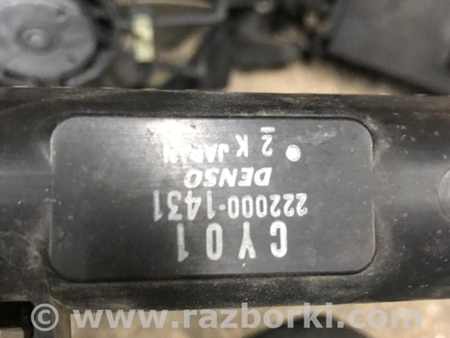 CY01
222000-1431
DENSO
2 K JAPAN
© www.razborki.com